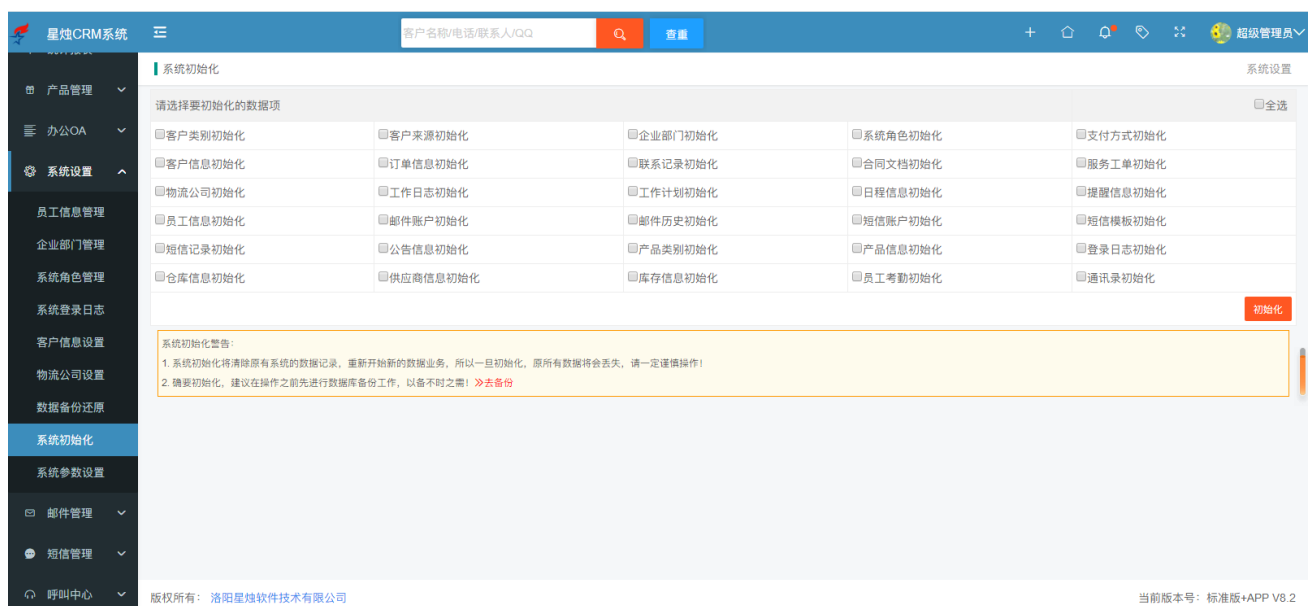 星烛CRM系统
客户名称/电话/联系人/QQ
查重
超级管理员
产品管理
办公OA
系统设置
员工信息管理
企业部门管理
系统角色管理
系统登录日志
客户信息设置
物流公司设置
数据备份还原
系统初始化
系统参数设置
邮件管理
短信管理
呼叫中心
系统初始化
系统设置
请选择要初始化的数据项
全选
客户类别初始化 客户来源初始化 企业部门初始化 系统角色初始化 支付方式初始化
客户信息初始化 订单信息初始化 联系记录初始化 合同文档初始化 服务工单初始化
物流公司初始化 工作日志初始化 工作计划初始化 日程信息初始化 提醒信息初始化
员工信息初始化 邮件账户初始化 邮件历史初始化 短信账户初始化 短信模板初始化
短信记录初始化 公告信息初始化 产品类别初始化 产品信息初始化 登录日志初始化
仓库信息初始化 供应商信息初始化 库存信息初始化 员工考勤初始化 通讯录初始化
初始化
系统初始化警告：
1. 系统初始化将清除原有系统的数据记录，重新开始新的数据业务，所以一旦初始化，原所有数据将会丢失，请一定谨慎操作！
2. 确要初始化，建议在操作之前先进行数据库备份工作，以备不时之需！ 》去备份
版权所有： 洛阳星烛软件技术有限公司
当前版本号：标准版+APP V8.2